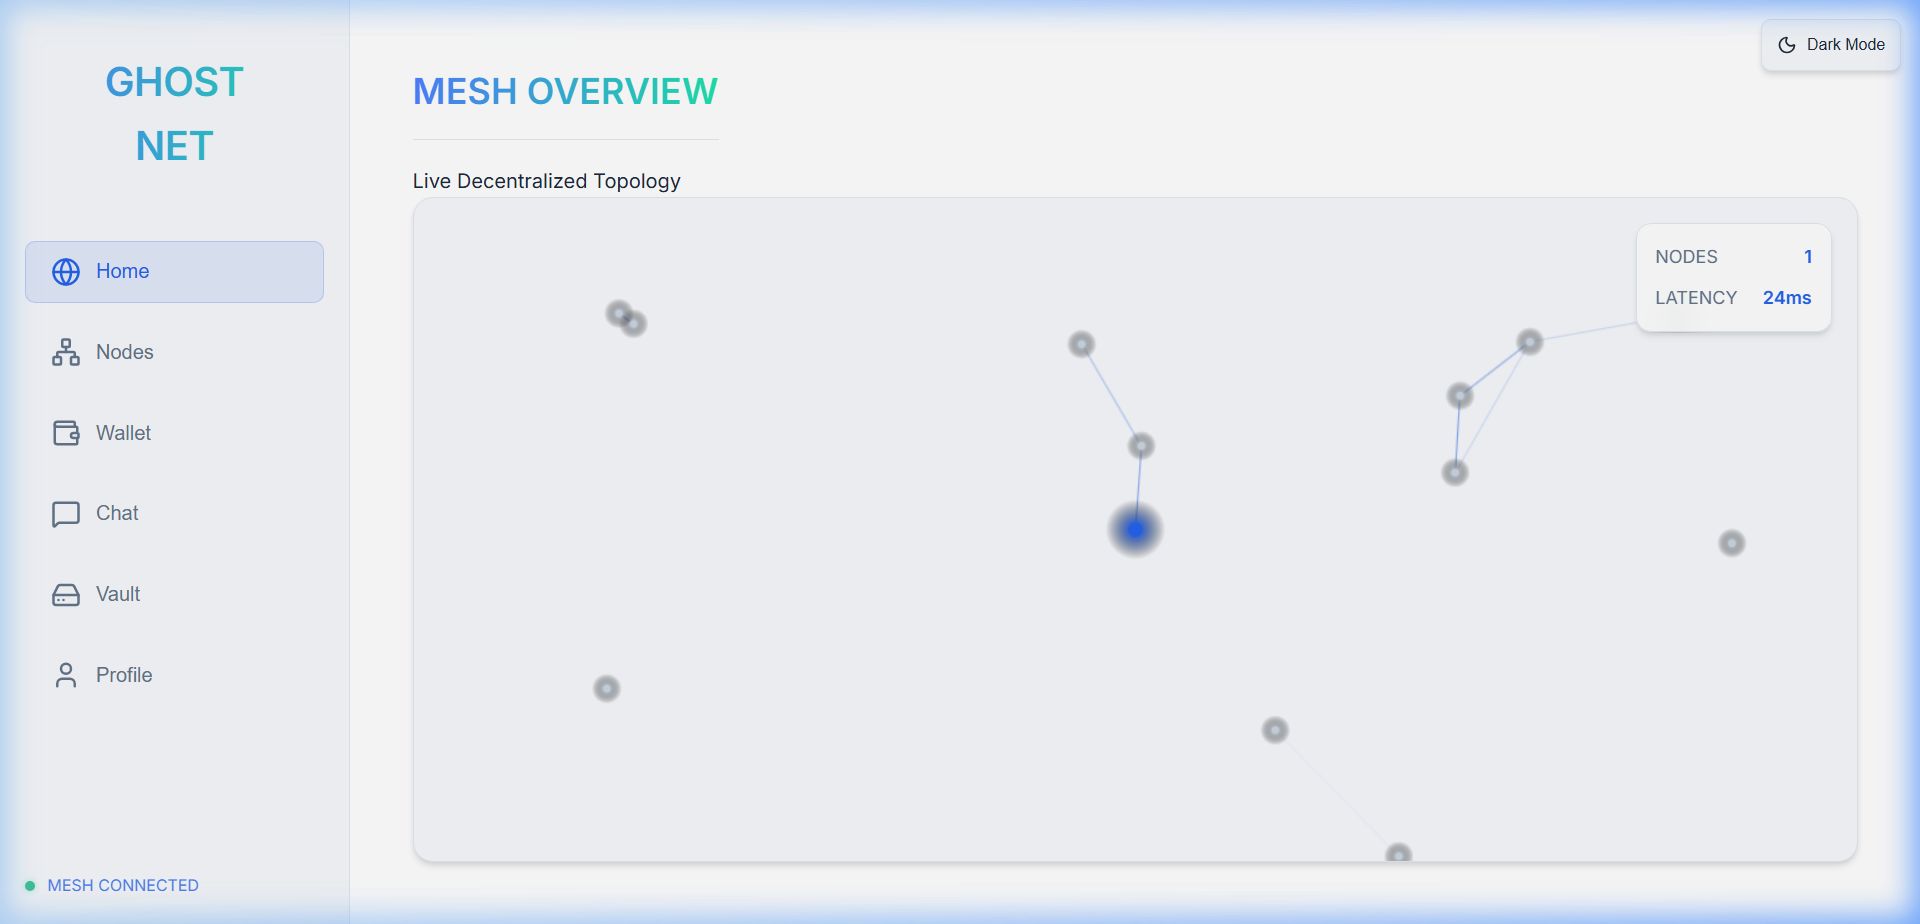 GHOST
NET
Home
Nodes
Wallet
Chat
Vault
Profile
MESH CONNECTED
Dark Mode
MESH OVERVIEW
Live Decentralized Topology
NODES 1
LATENCY 24ms